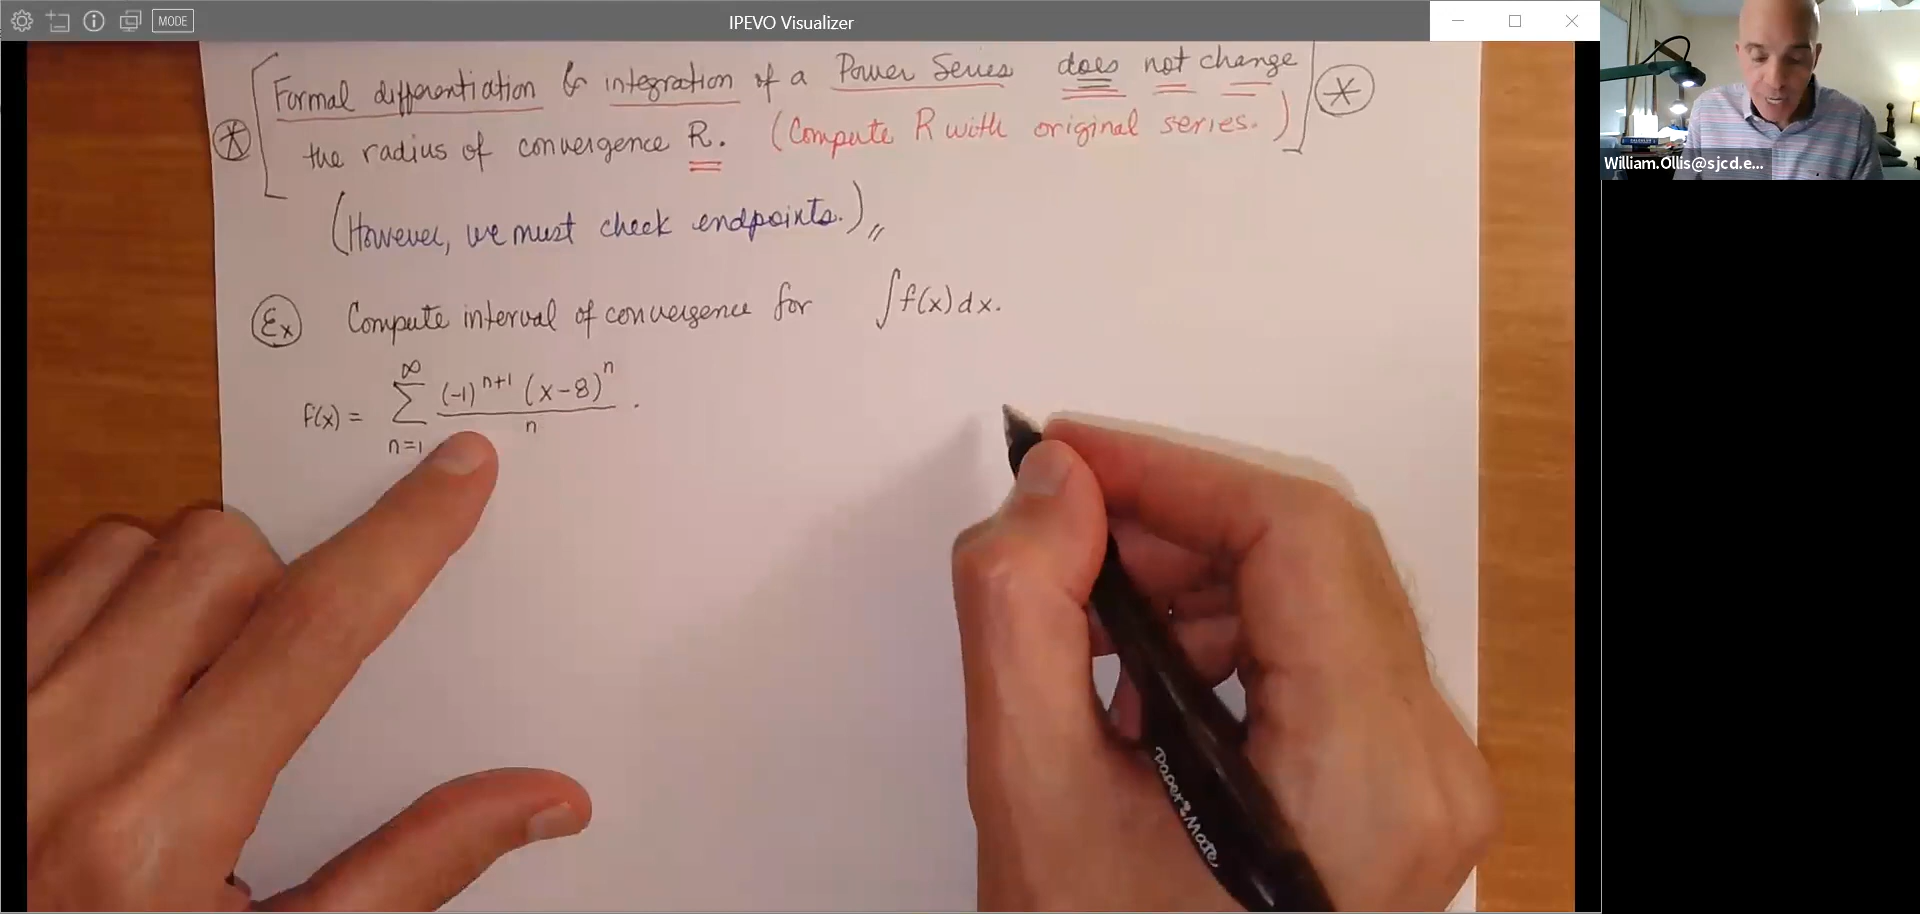 MODE
IPEVO Visualizer
Formal differentiation & integration of a Power Series does not change
the radius of convergence R. (Compute R with original series.)
(However, we must check endpoints.)
Ex Compute interval of convergence for ∫f(x)dx.
f(x) = ∑_{n=1}^{∞} (-1)^{n+1} (x-8)^n / n .
Paper Mate
William.Ollis@sjcd.e...